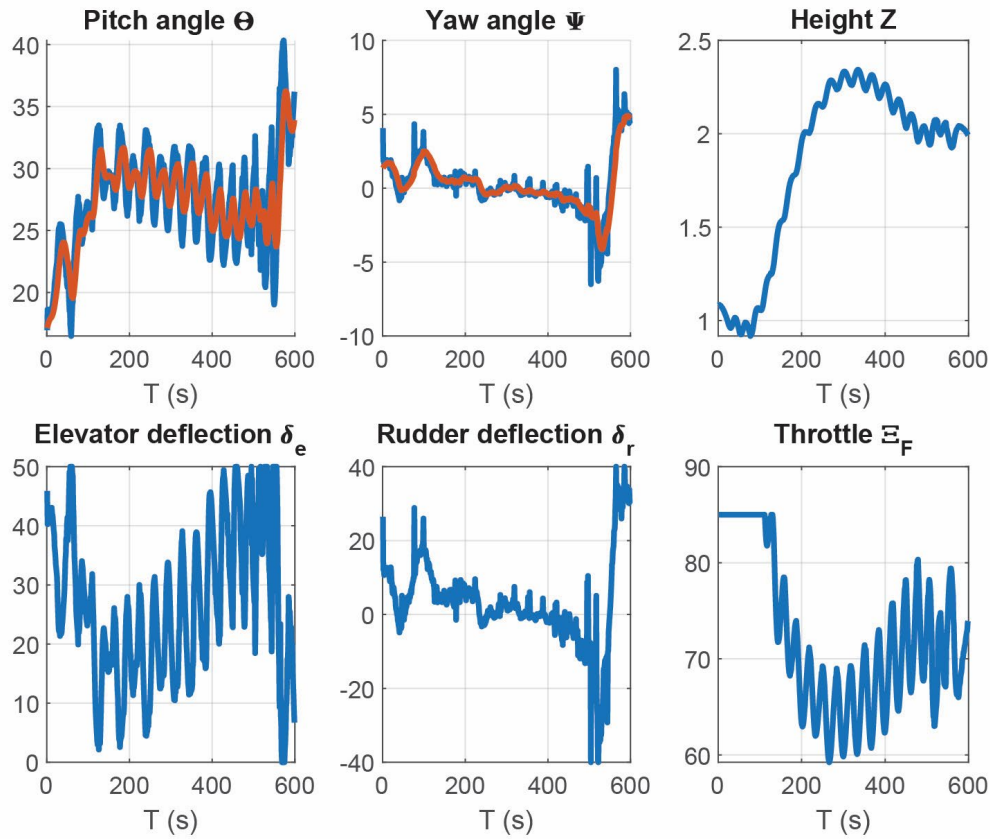 Pitch angle Θ
40
35
30
25
20
0 200 400 600
T (s)
Yaw angle Ψ
10
5
0
-5
-10
0 200 400 600
T (s)
Height Z
2.5
2
1.5
1
0 200 400 600
T (s)
Elevator deflection δe
50
40
30
20
10
0
0 200 400 600
T (s)
Rudder deflection δr
40
20
0
-20
-40
0 200 400 600
T (s)
Throttle ΞF
90
80
70
60
0 200 400 600
T (s)